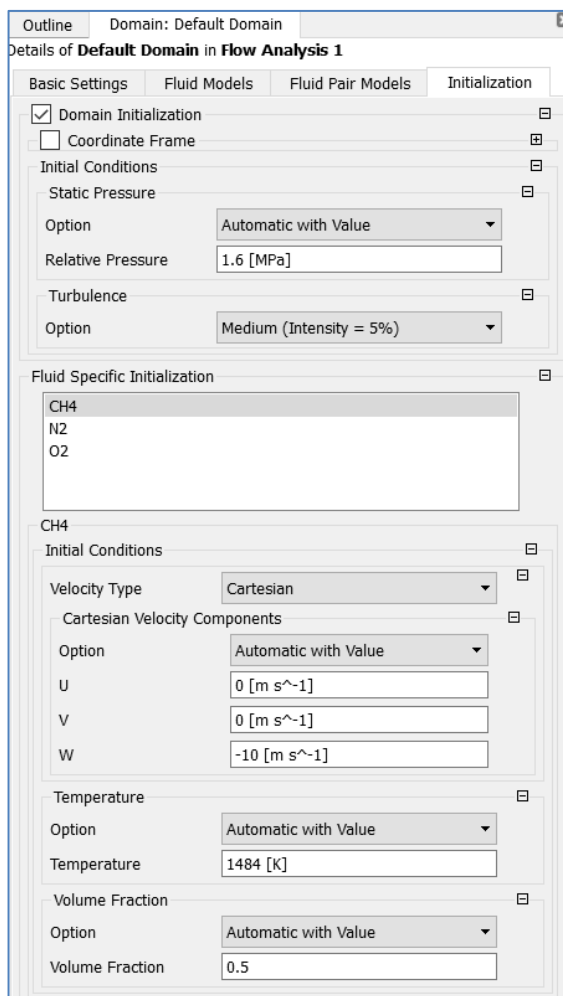 Outline Domain: Default Domain
Details of Default Domain in Flow Analysis 1
Basic Settings Fluid Models Fluid Pair Models Initialization
Domain Initialization
Coordinate Frame
Initial Conditions
Static Pressure
Option Automatic with Value
Relative Pressure 1.6 [MPa]
Turbulence
Option Medium (Intensity = 5%)
Fluid Specific Initialization
CH4
N2
O2
CH4
Initial Conditions
Velocity Type Cartesian
Cartesian Velocity Components
Option Automatic with Value
U 0 [m s^-1]
V 0 [m s^-1]
W -10 [m s^-1]
Temperature
Option Automatic with Value
Temperature 1484 [K]
Volume Fraction
Option Automatic with Value
Volume Fraction 0.5